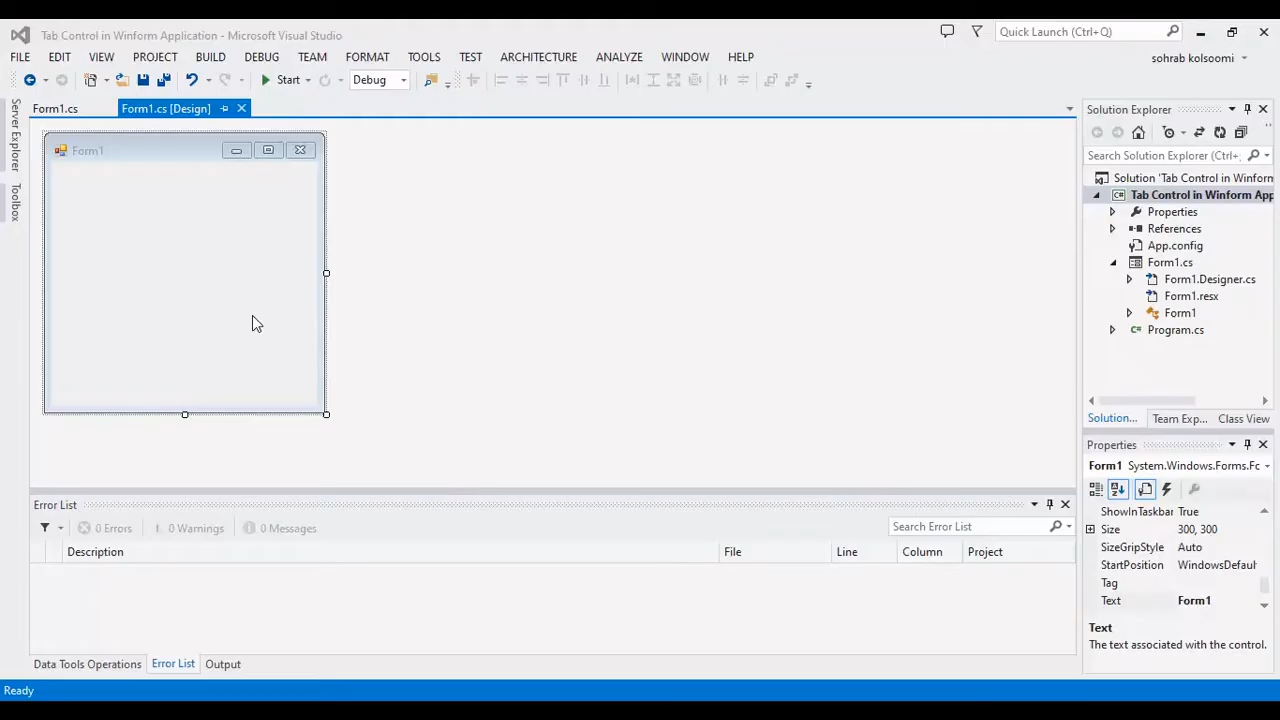 Tab Control in Winform Application - Microsoft Visual Studio
Quick Launch (Ctrl+Q)
FILE EDIT VIEW PROJECT BUILD DEBUG TEAM FORMAT TOOLS TEST ARCHITECTURE ANALYZE WINDOW HELP
sohrab kolsoomi
Start Debug
Server Explorer
Toolbox
Form1.cs Form1.cs [Design]
Form1
Solution Explorer
Search Solution Explorer (Ctrl+;
Solution 'Tab Control in Winform
C# Tab Control in Winform App
Properties
References
App.config
Form1.cs
Form1.Designer.cs
Form1.resx
Form1
C# Program.cs
Solution... Team Exp... Class View
Properties
Form1 System.Windows.Forms.Fc
ShowInTaskbar True
Size 300, 300
SizeGripStyle Auto
StartPosition WindowsDefaul
Tag
Text Form1
Text
The text associated with the control.
Error List
0 Errors 0 Warnings 0 Messages
Search Error List
Description File Line Column Project
Data Tools Operations Error List Output
Ready